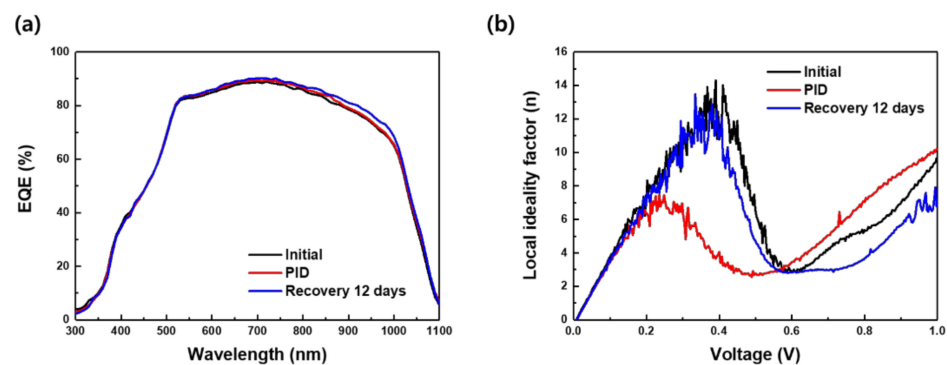 (a)
100
80
60
40
20
0
EQE (%)
Initial
PID
Recovery 12 days
300 400 500 600 700 800 900 1000 1100
Wavelength (nm)
(b)
16
14
12
10
8
6
4
2
0
Local ideality factor (n)
Initial
PID
Recovery 12 days
0.0 0.2 0.4 0.6 0.8 1.0
Voltage (V)